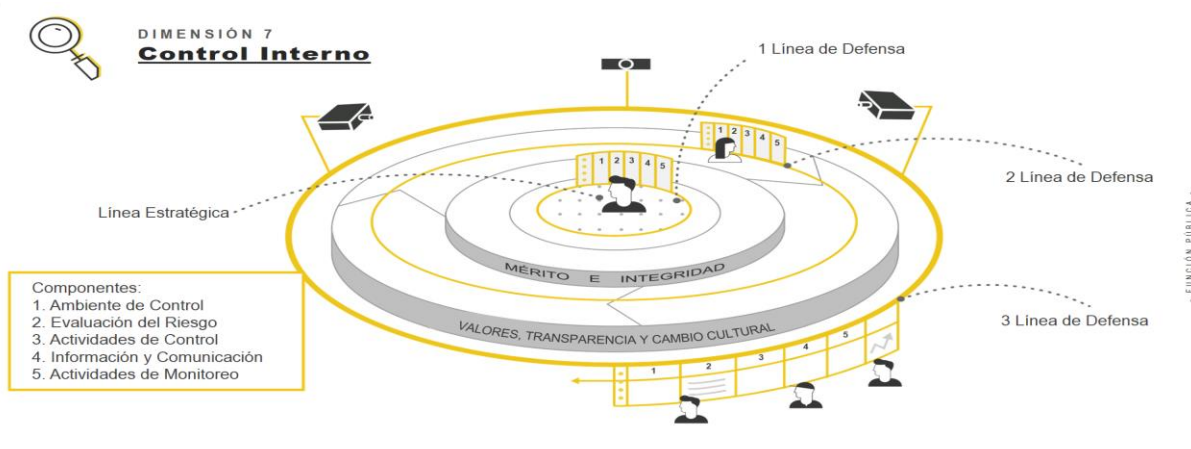 DIMENSIÓN 7
Control Interno
1 Línea de Defensa
1 2 3 4 5
1 2 3 4 5
2 Línea de Defensa
Línea Estratégica
MÉRITO E INTEGRIDAD
VALORES, TRANSPARENCIA Y CAMBIO CULTURAL
3 Línea de Defensa
1 2 3 4 5
Componentes:
1. Ambiente de Control
2. Evaluación del Riesgo
3. Actividades de Control
4. Información y Comunicación
5. Actividades de Monitoreo
- FUNCIÓN PÚBLICA -